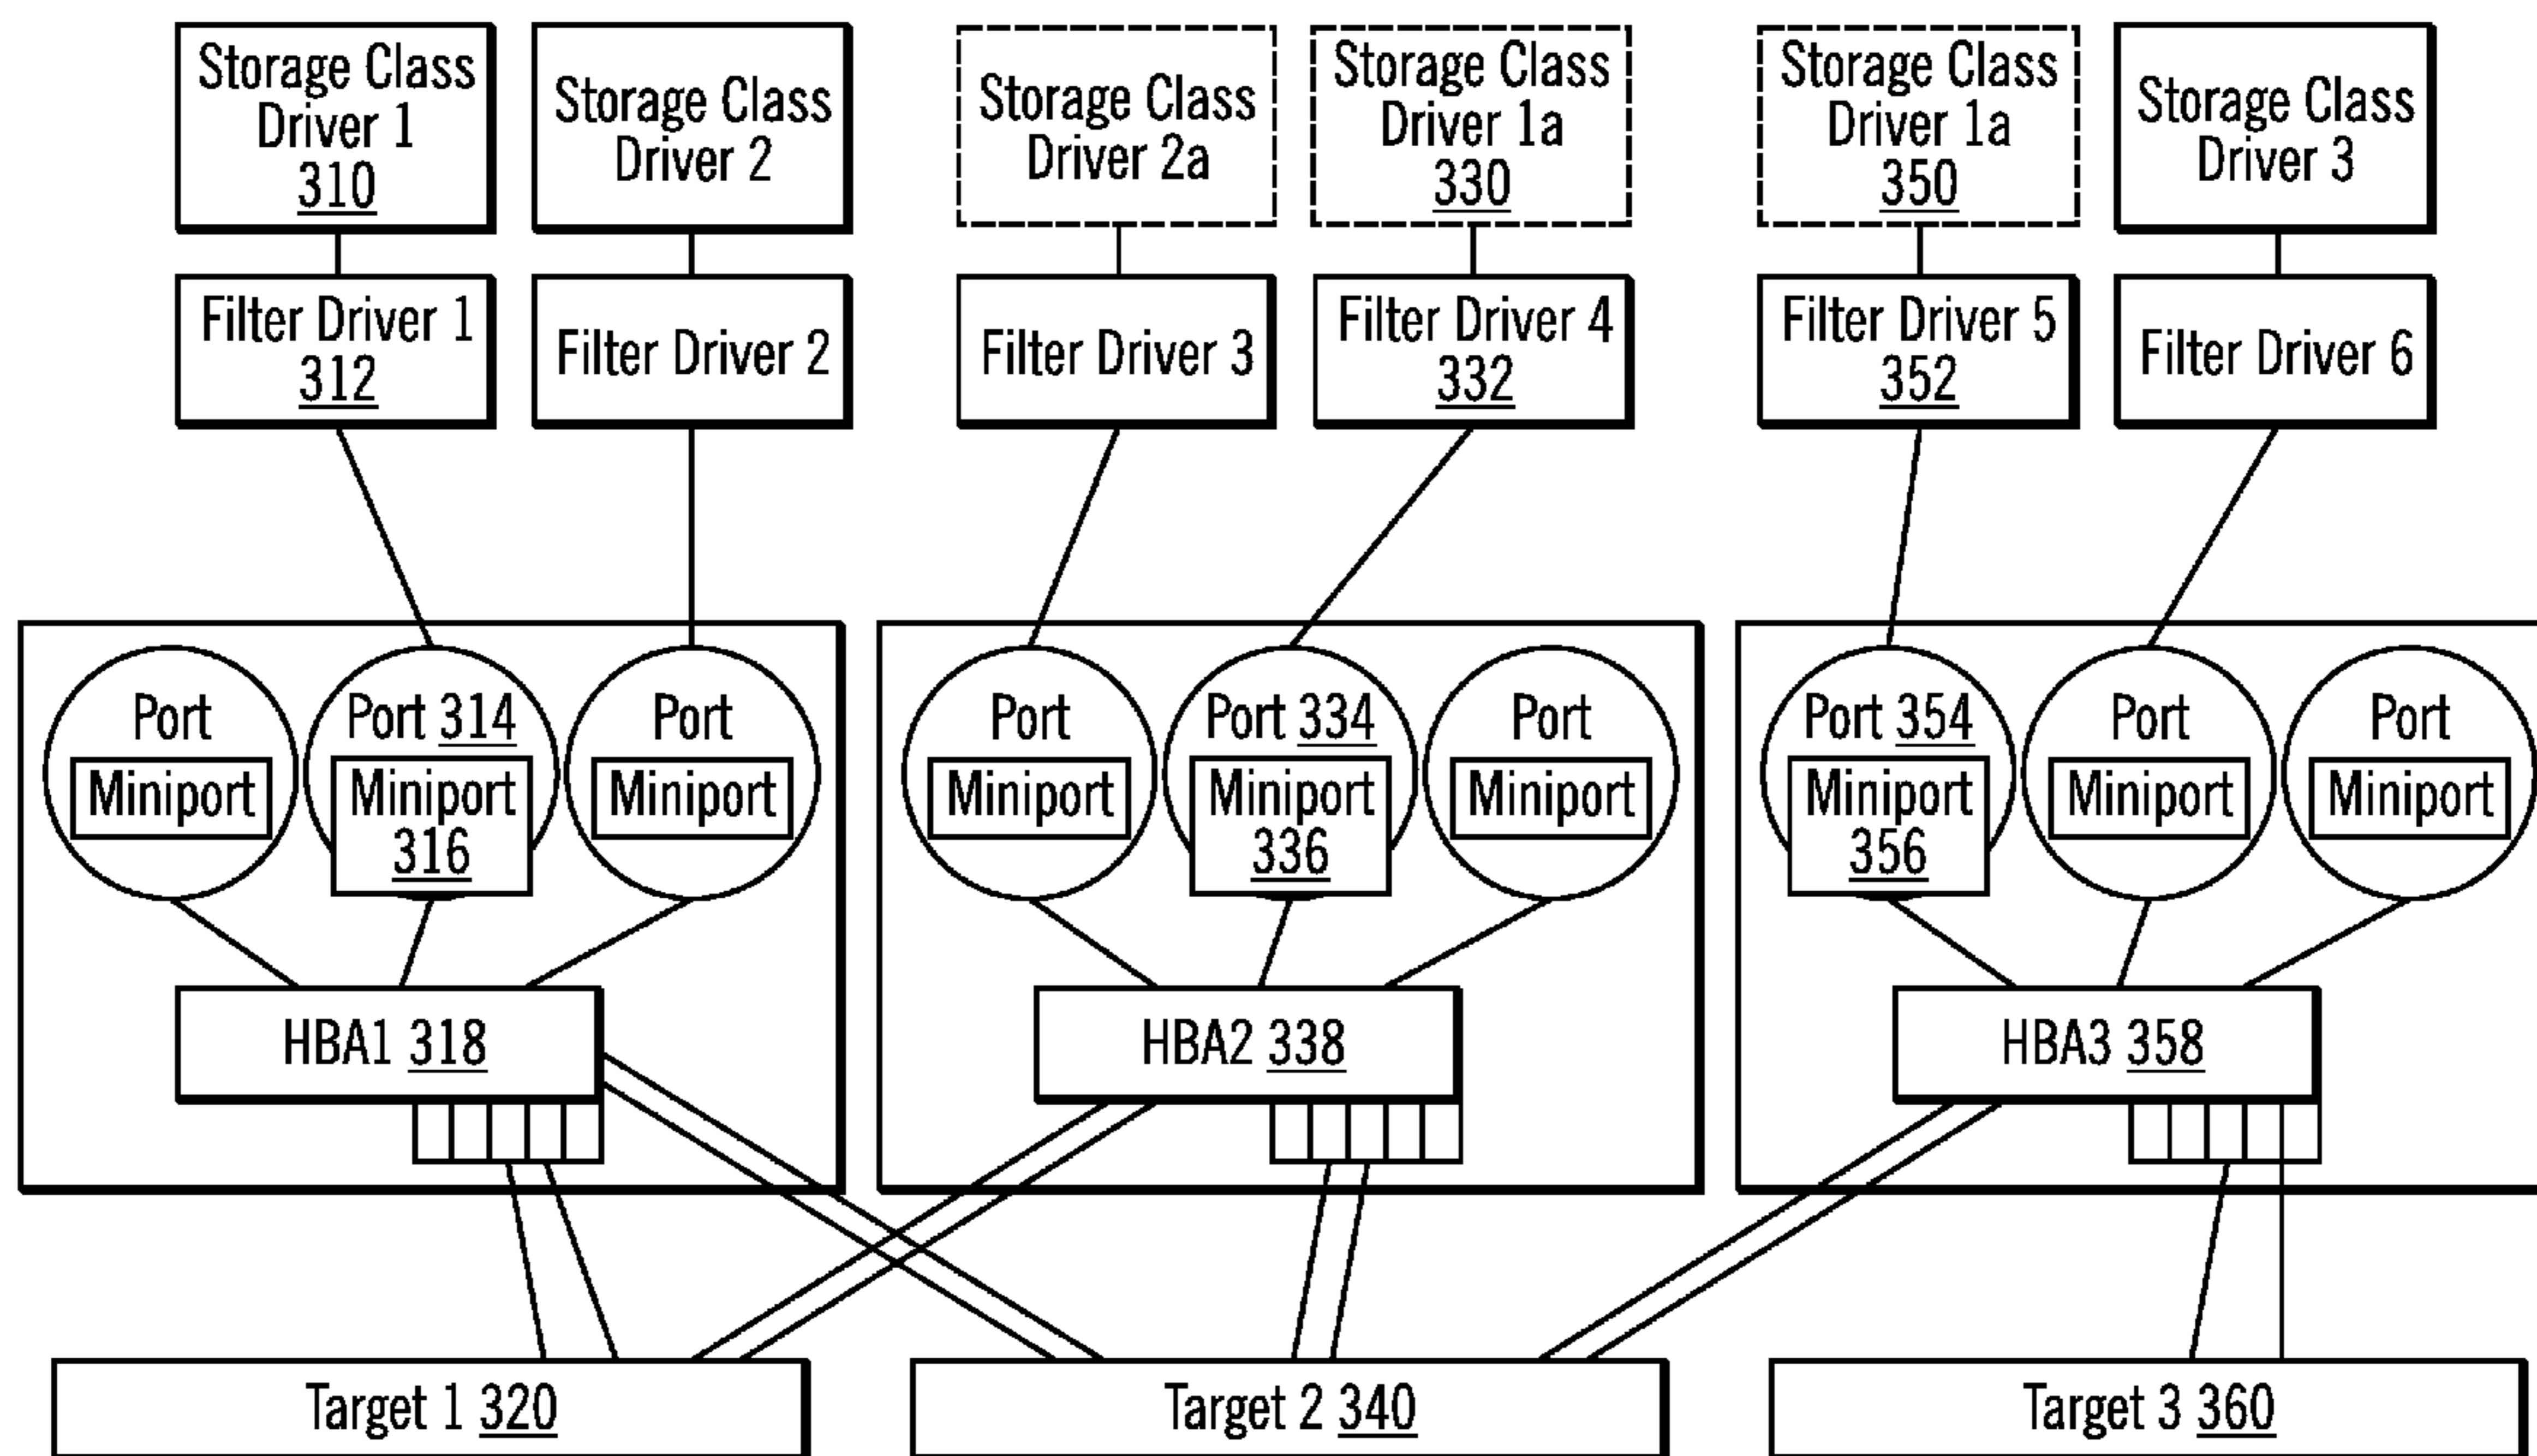 Storage Class
Driver 1
310
Storage Class
Driver 2
Storage Class
Driver 2a
Storage Class
Driver 1a
330
Storage Class
Driver 1a
350
Storage Class
Driver 3
Filter Driver 1
312
Filter Driver 2
Filter Driver 3
Filter Driver 4
332
Filter Driver 5
352
Filter Driver 6
Port
Miniport
Port 314
Miniport
316
Port
Miniport
Port
Miniport
Port 334
Miniport
336
Port
Miniport
Port 354
Miniport
356
Port
Miniport
Port
Miniport
HBA1 318
HBA2 338
HBA3 358
Target 1 320
Target 2 340
Target 3 360